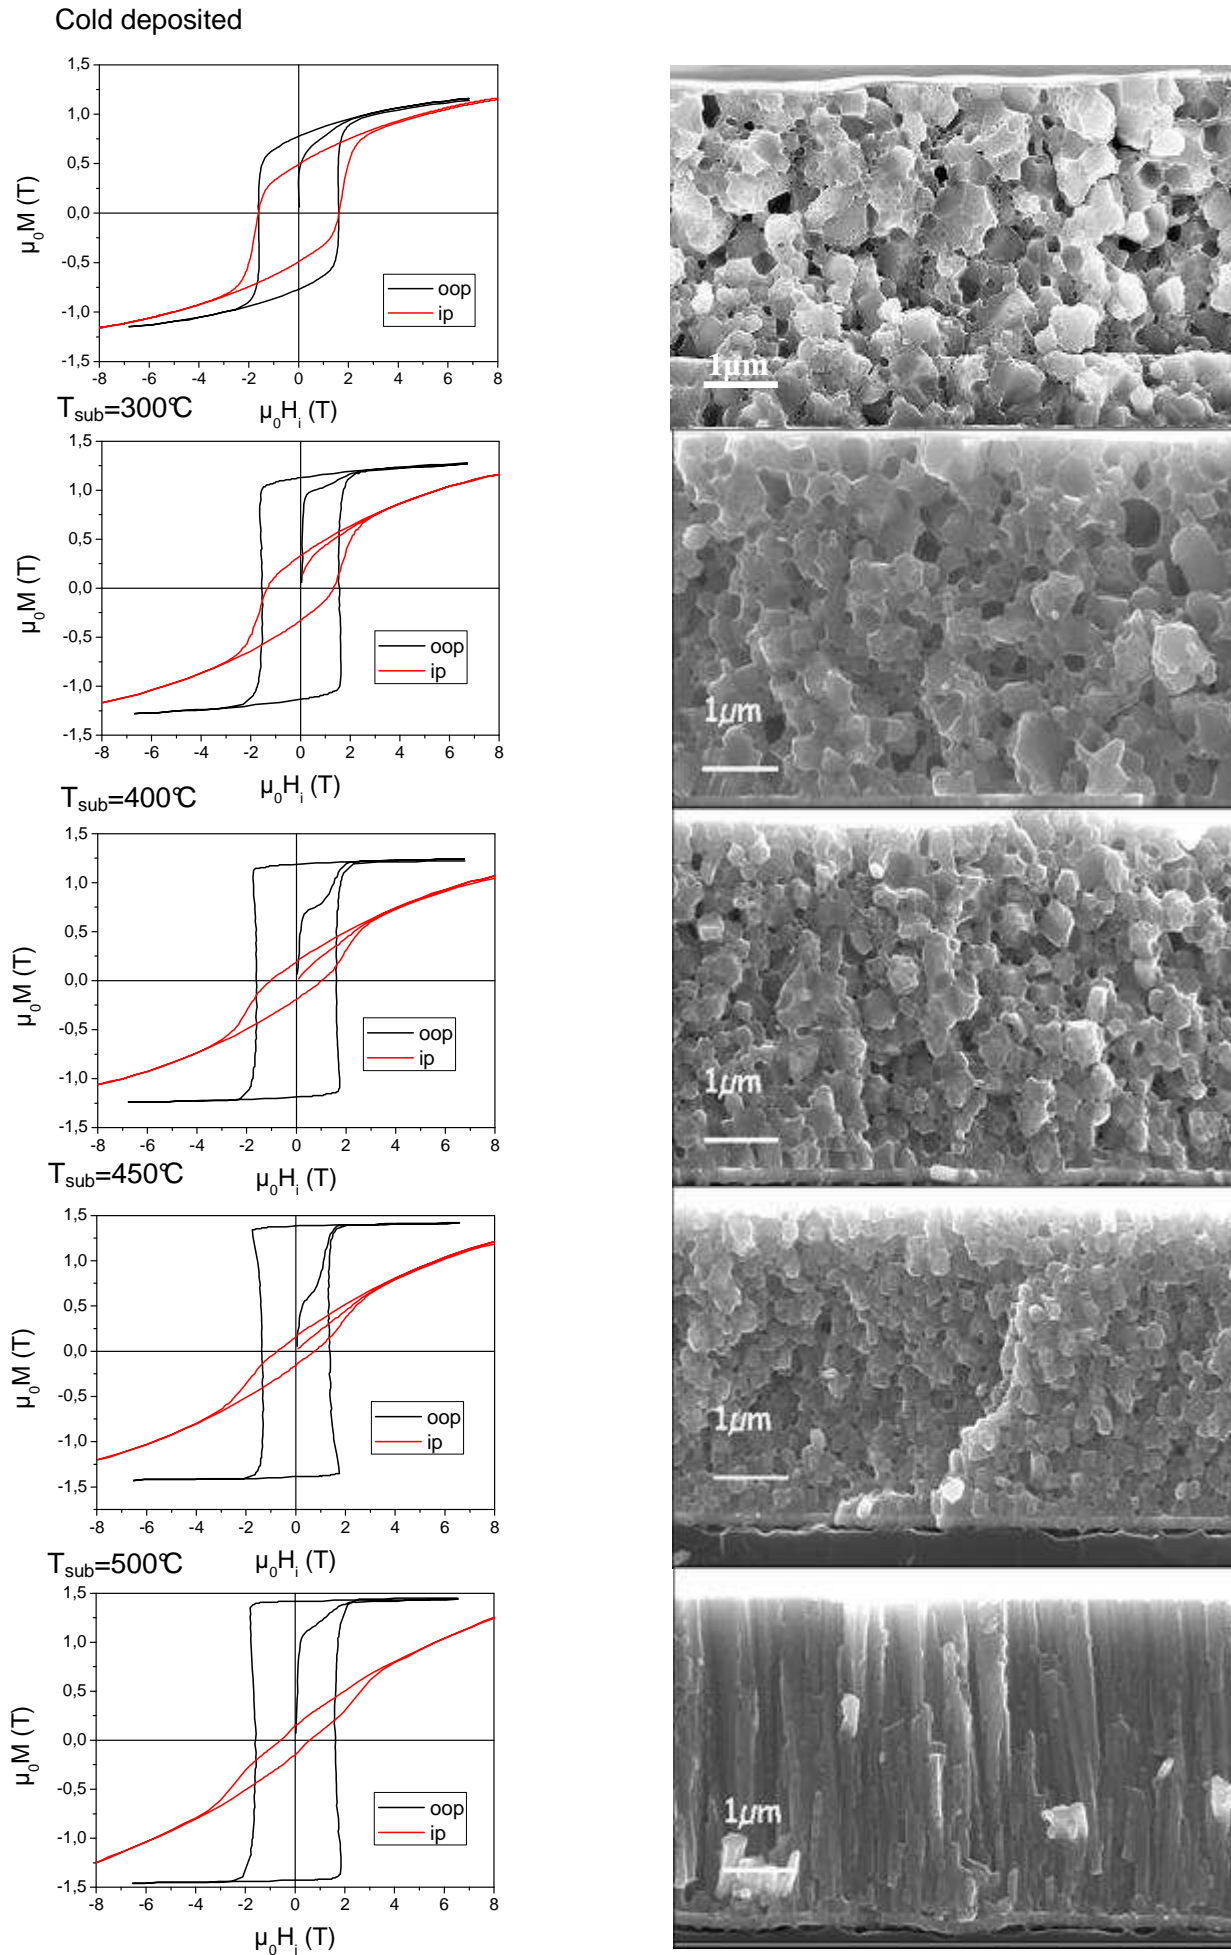 Cold deposited
1,5
1,0
0,5
0,0
-0,5
-1,0
-1,5
µ₀M (T)
oop
ip
-8 -6 -4 -2 0 2 4 6 8
µ₀Hᵢ (T)
1µm
T_sub=300°C
1,5
1,0
0,5
0,0
-0,5
-1,0
-1,5
µ₀M (T)
oop
ip
-8 -6 -4 -2 0 2 4 6 8
µ₀Hᵢ (T)
1µm
T_sub=400°C
1,5
1,0
0,5
0,0
-0,5
-1,0
-1,5
µ₀M (T)
oop
ip
-8 -6 -4 -2 0 2 4 6 8
µ₀Hᵢ (T)
1µm
T_sub=450°C
1,5
1,0
0,5
0,0
-0,5
-1,0
-1,5
µ₀M (T)
oop
ip
-8 -6 -4 -2 0 2 4 6 8
µ₀Hᵢ (T)
1µm
T_sub=500°C
1,5
1,0
0,5
0,0
-0,5
-1,0
-1,5
µ₀M (T)
oop
ip
-8 -6 -4 -2 0 2 4 6 8
µ₀Hᵢ (T)
1µm